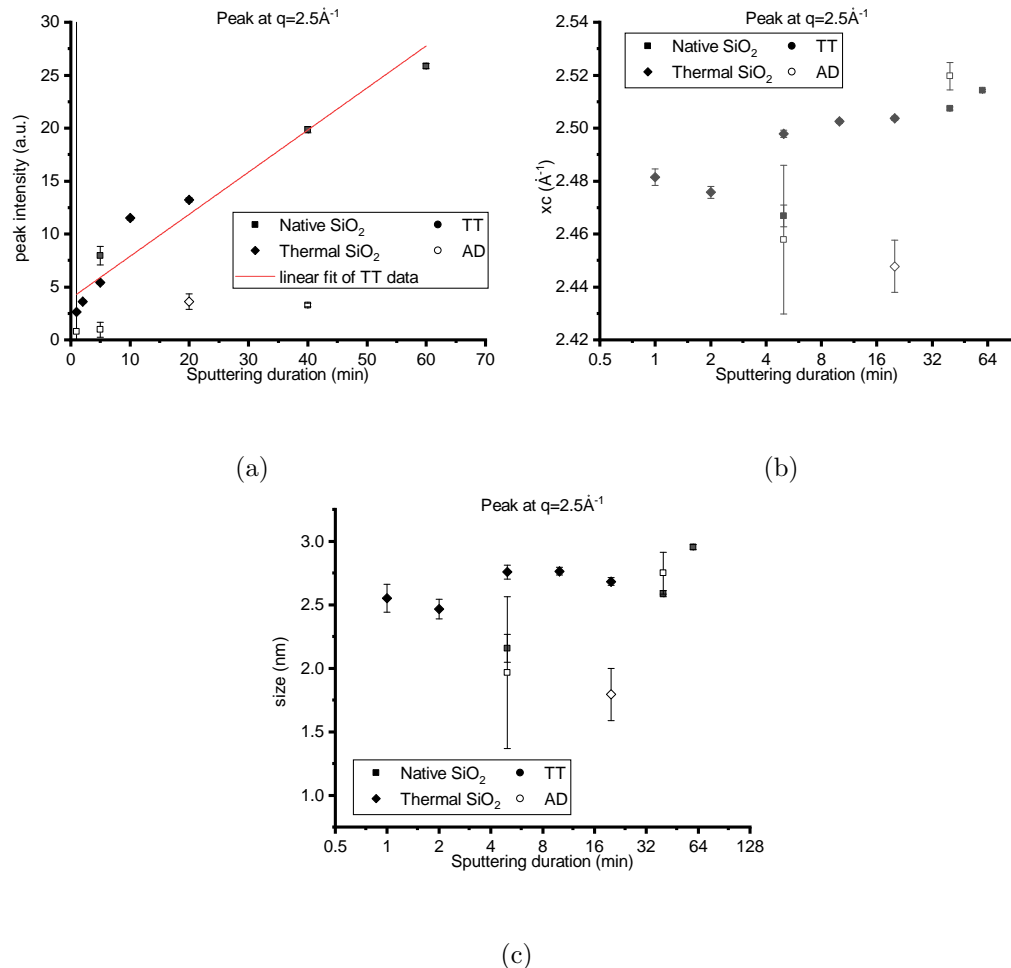 Peak at q=2.5Å⁻¹
30
25
20
15
10
5
0
peak intensity (a.u.)
Native SiO₂ TT
Thermal SiO₂ AD
linear fit of TT data
0 10 20 30 40 50 60 70
Sputtering duration (min)
(a)
Peak at q=2.5Å⁻¹
2.54
2.52
2.50
2.48
2.46
2.44
2.42
xc (Å⁻¹)
Native SiO₂ TT
Thermal SiO₂ AD
0.5 1 2 4 8 16 32 64
Sputtering duration (min)
(b)
Peak at q=2.5Å⁻¹
3.0
2.5
2.0
1.5
1.0
size (nm)
Native SiO₂ TT
Thermal SiO₂ AD
0.5 1 2 4 8 16 32 64 128
Sputtering duration (min)
(c)